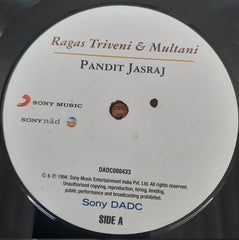 Ragas Triveni & Multani
PANDIT JASRAJ
SONY MUSIC
SONY nād
DADC000433
© & ℗ 1994. Sony Music Entertainment India Pvt. Ltd. All Rights Reserved.
Unauthorised copying, reproduction, hiring, lending,
public performance and broadcasting prohibited.
Sony DADC
SIDE A